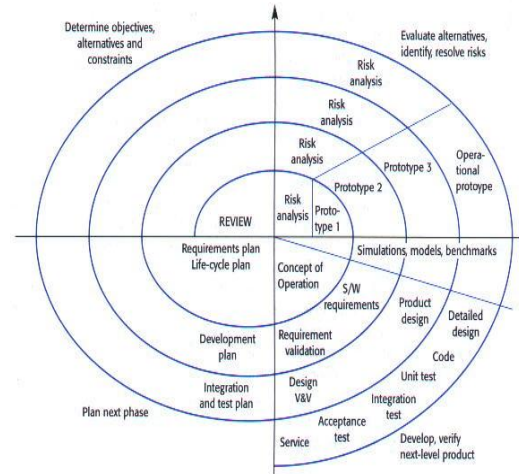 Determine objectives,
alternatives and
constraints
Evaluate alternatives,
identify, resolve risks
Risk
analysis
Risk
analysis
Risk
analysis
Risk
analysis
Proto-
type 1
Prototype 2
Prototype 3
Opera-
tional
protoype
REVIEW
Requirements plan
Life-cycle plan
Simulations, models, benchmarks
Concept of
Operation
S/W
requirements
Product
design
Detailed
design
Development
plan
Requirement
validation
Code
Unit test
Integration
and test plan
Design
V&V
Integration
test
Acceptance
test
Service
Plan next phase
Develop, verify
next-level product